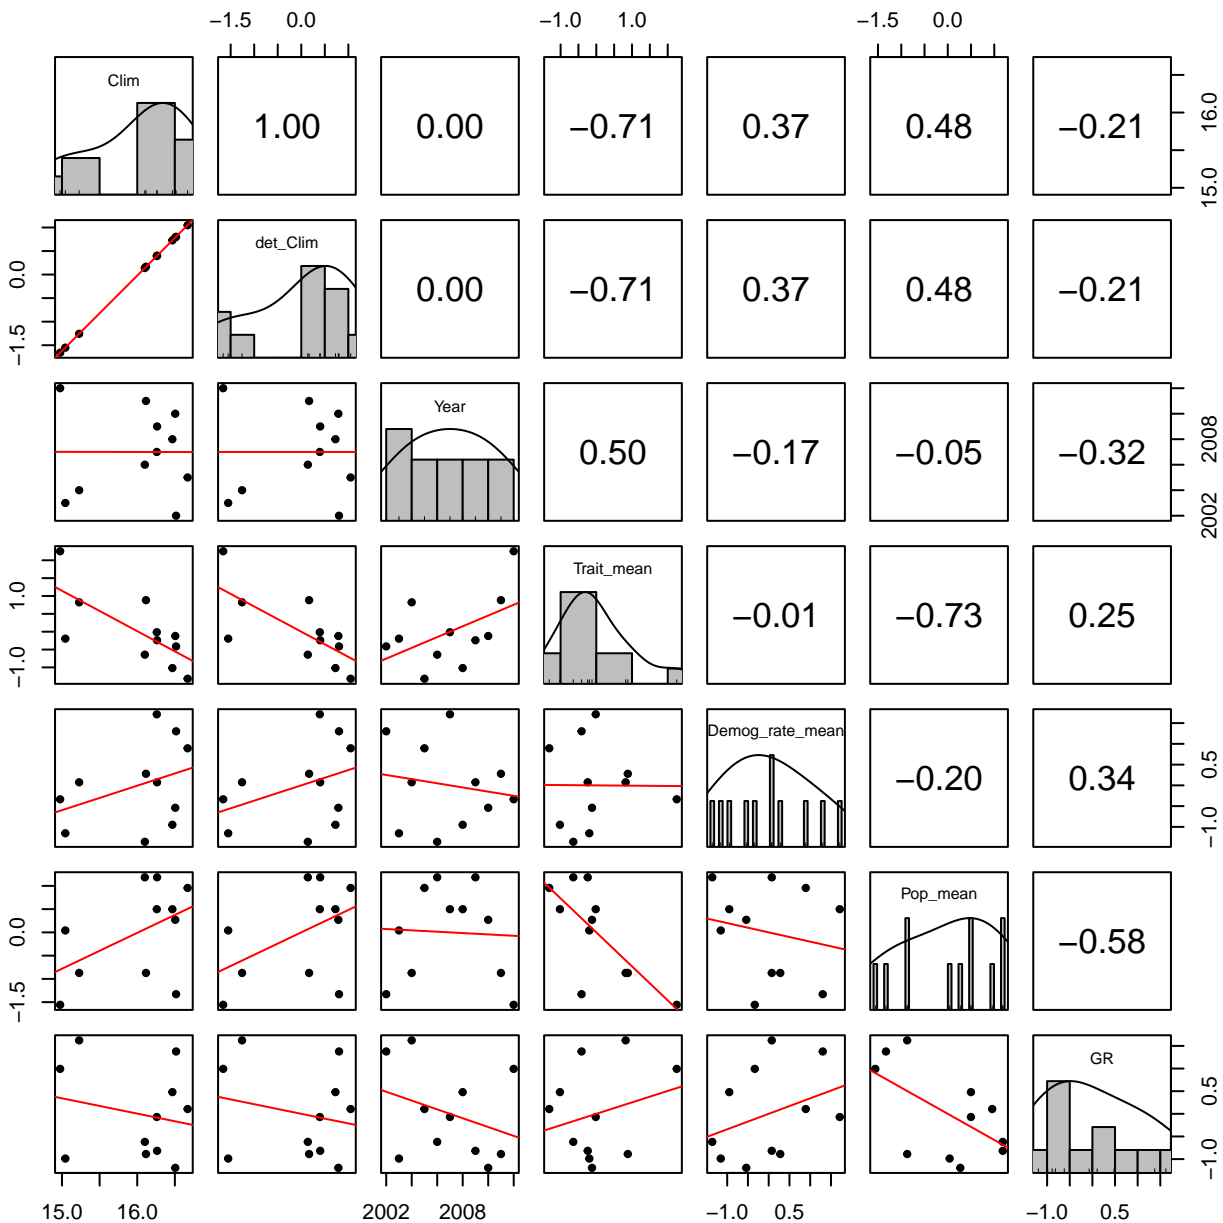 −1.5 0.0 −1.0 1.0 −1.5 0.0
Clim 1.00 0.00 −0.71 0.37 0.48 −0.21 15.0 16.0
0.0 −1.5 det_Clim 0.00 −0.71 0.37 0.48 −0.21
Year 0.50 −0.17 −0.05 −0.32 2002 2008
−1.0 1.0 Trait_mean −0.01 −0.73 0.25
Demog_rate_mean −0.20 0.34 −1.0 0.5
−1.5 0.0 Pop_mean −0.58
GR −1.0 0.5
15.0 16.0 2002 2008 −1.0 0.5 −1.0 0.5